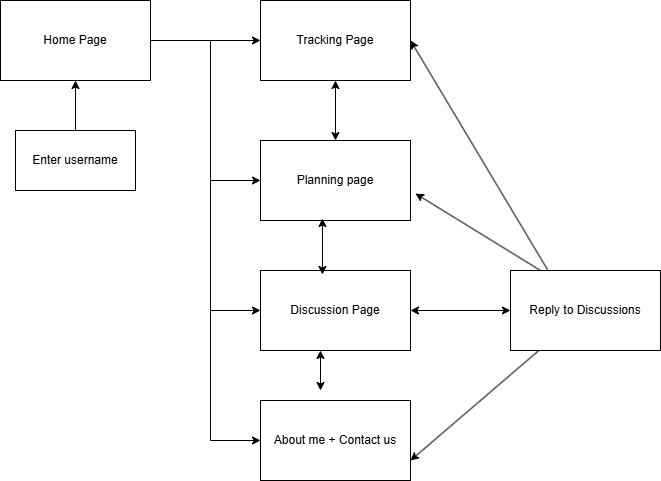 Home Page
Tracking Page
Enter username
Planning page
Discussion Page
Reply to Discussions
About me + Contact us